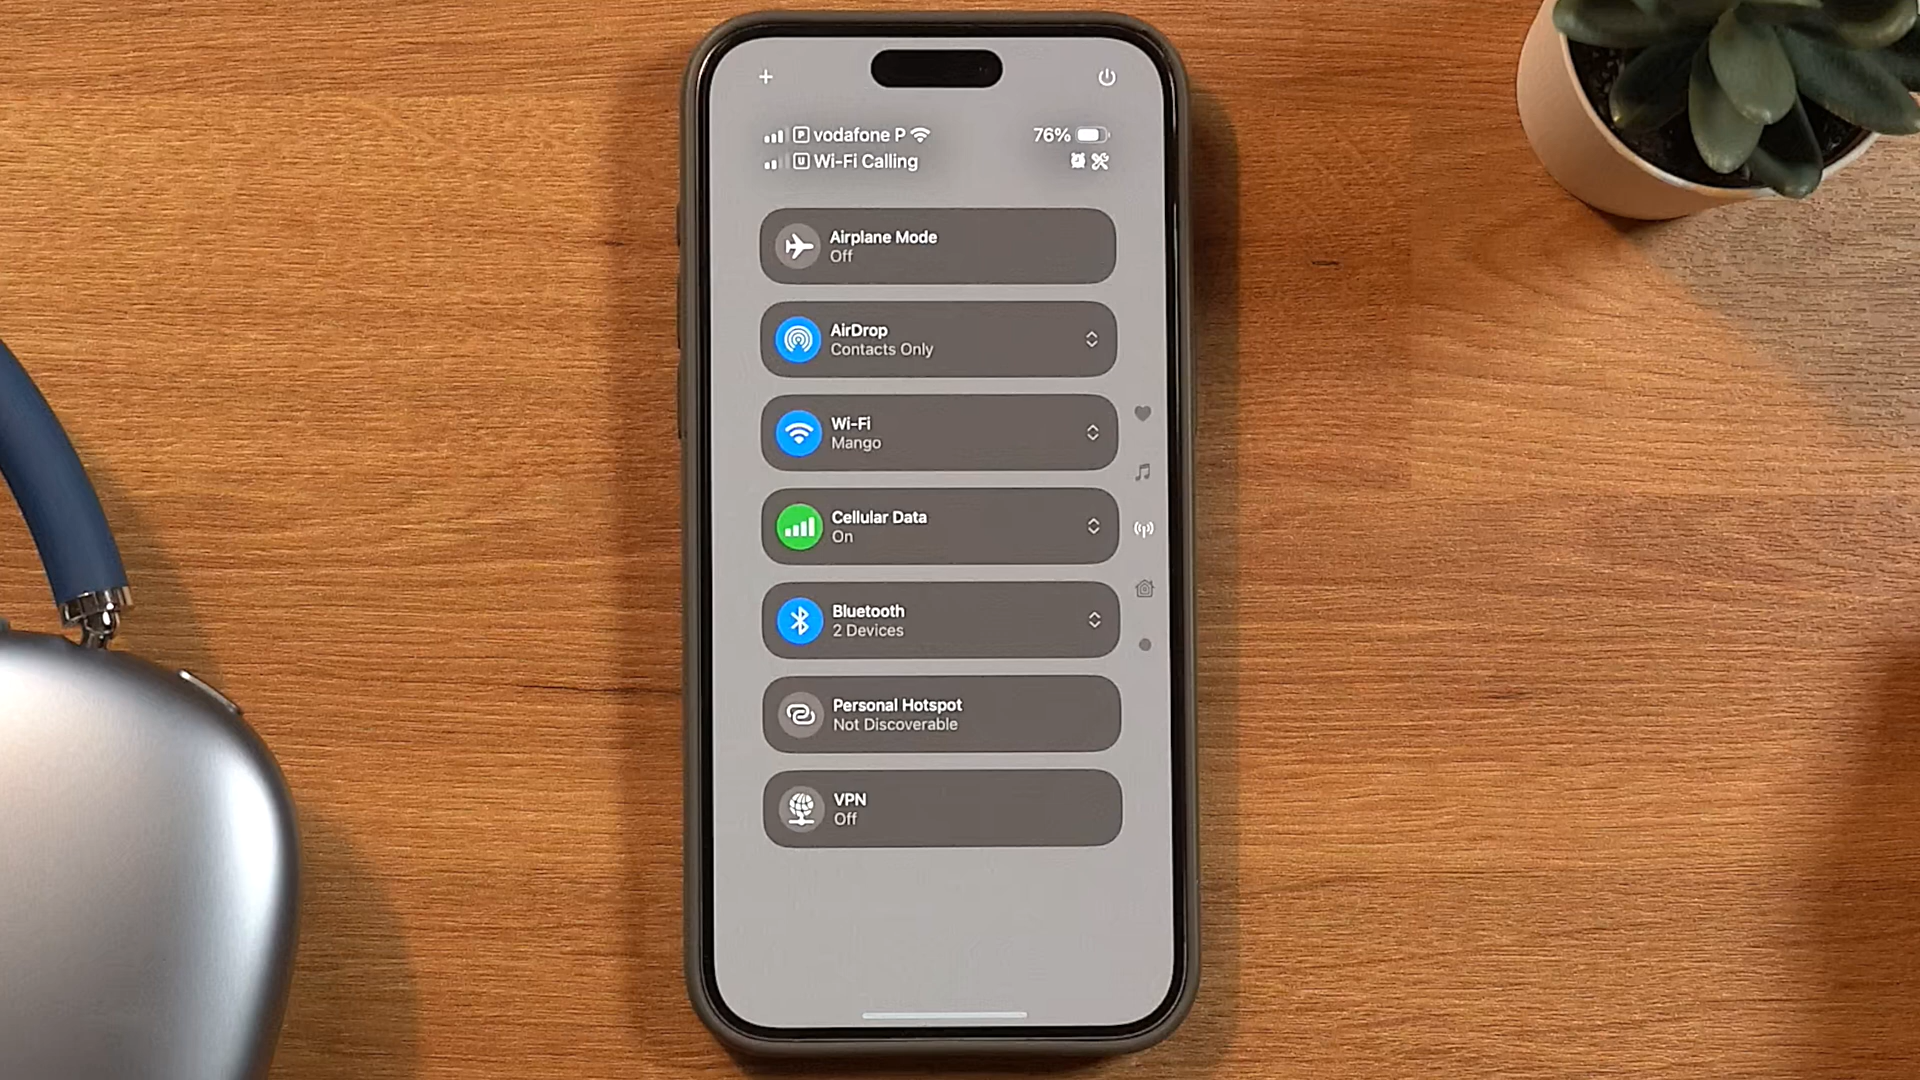 P vodafone P
76%
U Wi-Fi Calling
Airplane Mode
Off
AirDrop
Contacts Only
Wi-Fi
Mango
Cellular Data
On
Bluetooth
2 Devices
Personal Hotspot
Not Discoverable
VPN
Off